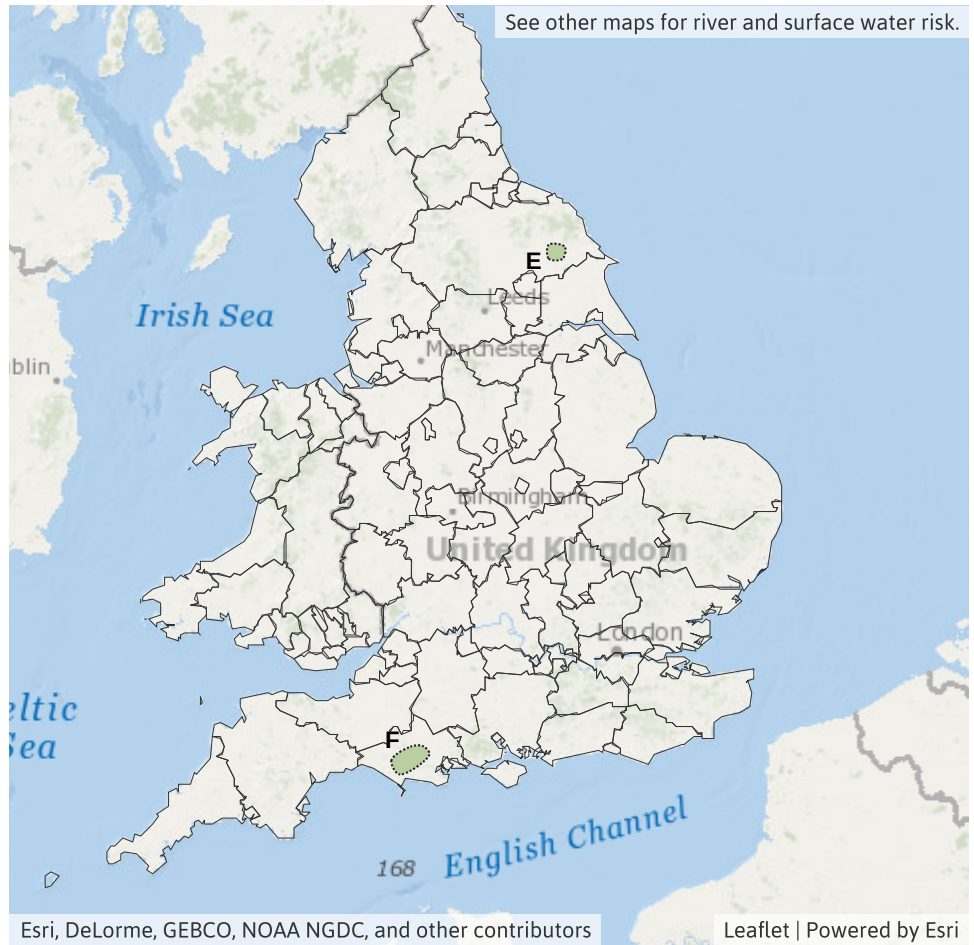 See other maps for river and surface water risk.
E
Leeds
Irish Sea
Manchester
blin
Birmingham
United Kingdom
London
eltic
Sea
F
English Channel
168
Esri, DeLorme, GEBCO, NOAA NGDC, and other contributors
Leaflet | Powered by Esri